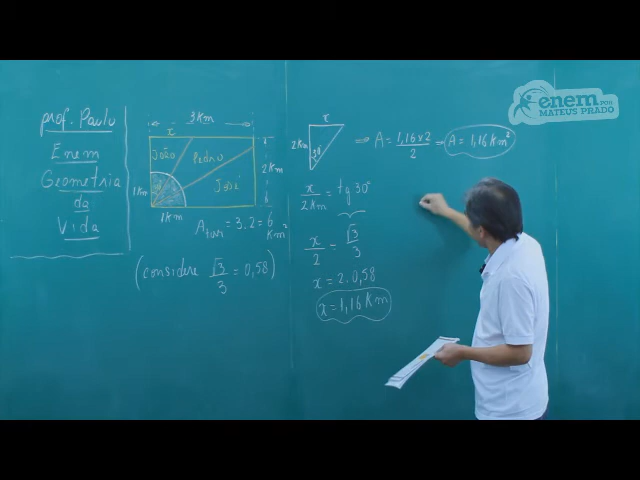 prof. Paulo
Enem
Geometria
da
Vida
3 Km
x
João
Pedro
José
2 Km
1 Km
1 Km
A ter = 3.2 = 6 Km²
(considere √3/3 = 0,58)
x
2 Km
30°
x/2 Km = tg 30°
x/2 = √3/3
x = 2.0,58
x = 1,16 Km
⇒ A = 1,16 x 2/2 ⇒ A = 1,16 Km²
enem POR
MATEUS PRADO